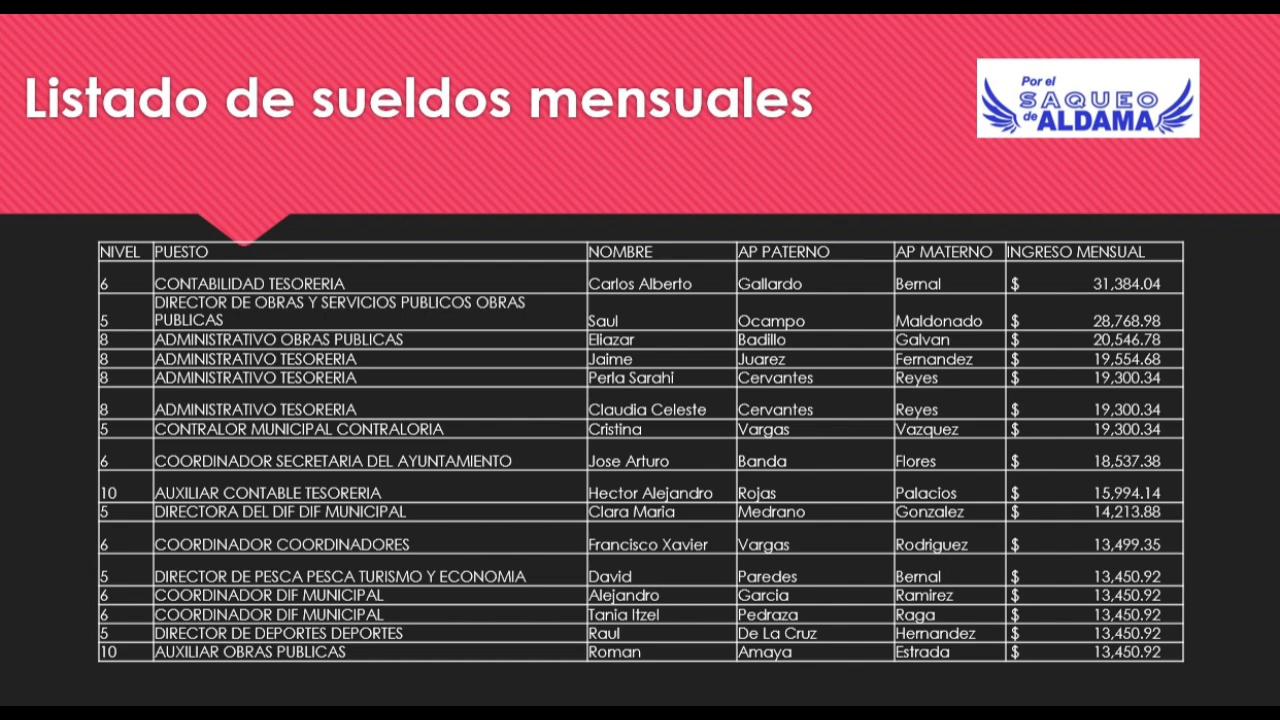 Listado de sueldos mensuales
Por el
SAQUEO
de ALDAMA
NIVEL PUESTO NOMBRE AP PATERNO AP MATERNO INGRESO MENSUAL
6 CONTABILIDAD TESORERIA Carlos Alberto Gallardo Bernal $ 31,384.04
DIRECTOR DE OBRAS Y SERVICIOS PUBLICOS OBRAS
5 PUBLICAS Saul Ocampo Maldonado $ 28,768.98
8 ADMINISTRATIVO OBRAS PUBLICAS Eliazar Badillo Galvan $ 20,546.78
8 ADMINISTRATIVO TESORERIA Jaime Juarez Fernandez $ 19,554.68
8 ADMINISTRATIVO TESORERIA Perla Sarahi Cervantes Reyes $ 19,300.34
8 ADMINISTRATIVO TESORERIA Claudia Celeste Cervantes Reyes $ 19,300.34
5 CONTRALOR MUNICIPAL CONTRALORIA Cristina Vargas Vazquez $ 19,300.34
6 COORDINADOR SECRETARIA DEL AYUNTAMIENTO Jose Arturo Banda Flores $ 18,537.38
10 AUXILIAR CONTABLE TESORERIA Hector Alejandro Rojas Palacios $ 15,994.14
5 DIRECTORA DEL DIF DIF MUNICIPAL Clara Maria Medrano Gonzalez $ 14,213.88
6 COORDINADOR COORDINADORES Francisco Xavier Vargas Rodriguez $ 13,499.35
5 DIRECTOR DE PESCA PESCA TURISMO Y ECONOMIA David Paredes Bernal $ 13,450.92
6 COORDINADOR DIF MUNICIPAL Alejandro Garcia Ramirez $ 13,450.92
6 COORDINADOR DIF MUNICIPAL Tania Itzel Pedraza Raga $ 13,450.92
5 DIRECTOR DE DEPORTES DEPORTES Raul De La Cruz Hernandez $ 13,450.92
10 AUXILIAR OBRAS PUBLICAS Roman Amaya Estrada $ 13,450.92